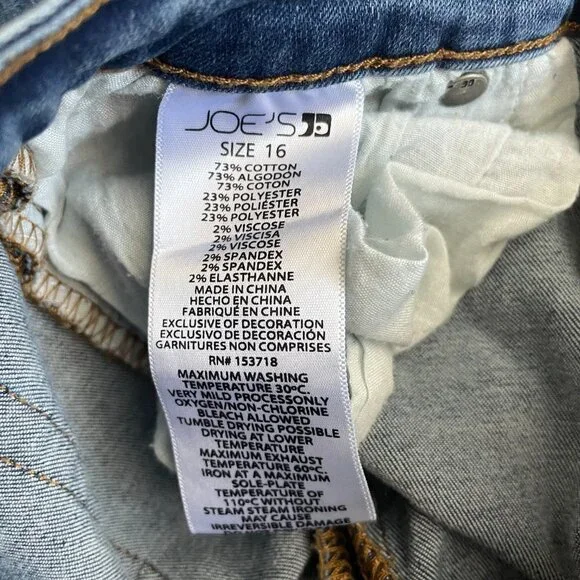 JOE'S
SIZE 16
73% COTTON
73% ALGODON
73% COTON
23% POLYESTER
23% POLIÉSTER
23% POLYESTER
2% VISCOSE
2% VISCISA
2% VISCOSE
2% SPANDEX
2% SPANDEX
2% ELASTHANNE
MADE IN CHINA
HECHO EN CHINA
FABRIQUÉ EN CHINE
EXCLUSIVE OF DECORATION
EXCLUSIVO DE DECORACIÓN
GARNITURES NON COMPRISES
RN# 153718
MAXIMUM WASHING
TEMPERATURE 30ºC.
VERY MILD PROCESSONLY
OXYGEN/NON-CHLORINE
BLEACH ALLOWED
TUMBLE DRYING POSSIBLE
DRYING AT LOWER
TEMPERATURE
MAXIMUM EXHAUST
TEMPERATURE 60ºC.
IRON AT A MAXIMUM
SOLE-PLATE
TEMPERATURE OF
110ºC WITHOUT
STEAM STEAM IRONING
MAY CAUSE
IRREVERSIBLE DAMAGE